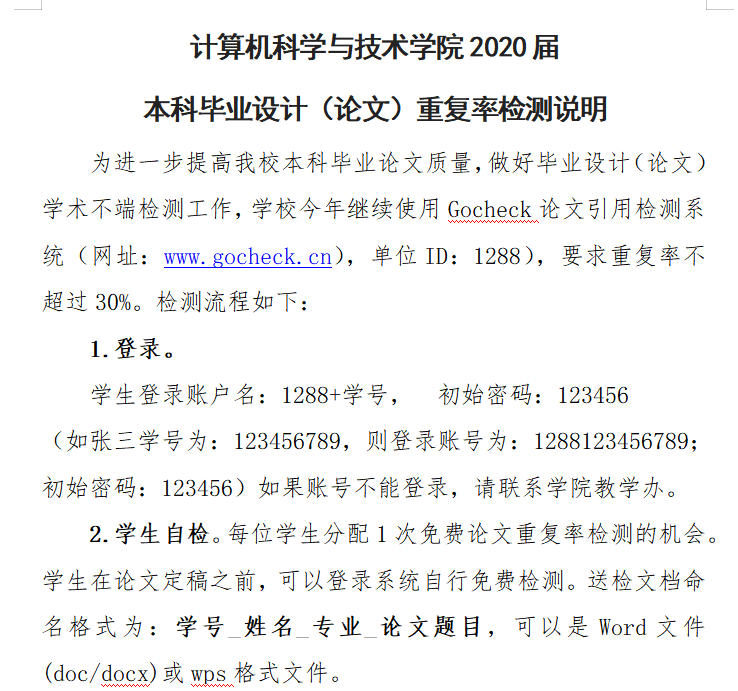 计算机科学与技术学院 2020 届
本科毕业设计（论文）重复率检测说明
为进一步提高我校本科毕业论文质量，做好毕业设计（论文）
学术不端检测工作，学校今年继续使用 Gocheck 论文引用检测系
统（网址：www.gocheck.cn），单位 ID：1288），要求重复率不
超过 30%。检测流程如下：
1.登录。
学生登录账户名：1288+学号，　初始密码：123456
（如张三学号为：123456789，则登录账号为：1288123456789；
初始密码：123456）如果账号不能登录，请联系学院教学办。
2.学生自检。每位学生分配 1 次免费论文重复率检测的机会。
学生在论文定稿之前，可以登录系统自行免费检测。送检文档命
名格式为：学号_姓名_专业_论文题目，可以是 Word 文件
(doc/docx)或 wps 格式文件。